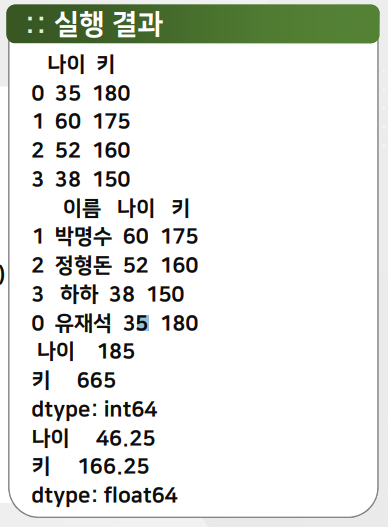 :: 실행 결과
나이 키
0 35 180
1 60 175
2 52 160
3 38 150
이름 나이 키
1 박명수 60 175
2 정형돈 52 160
3 하하 38 150
0 유재석 35 180
나이 185
키 665
dtype: int64
나이 46.25
키 166.25
dtype: float64
)